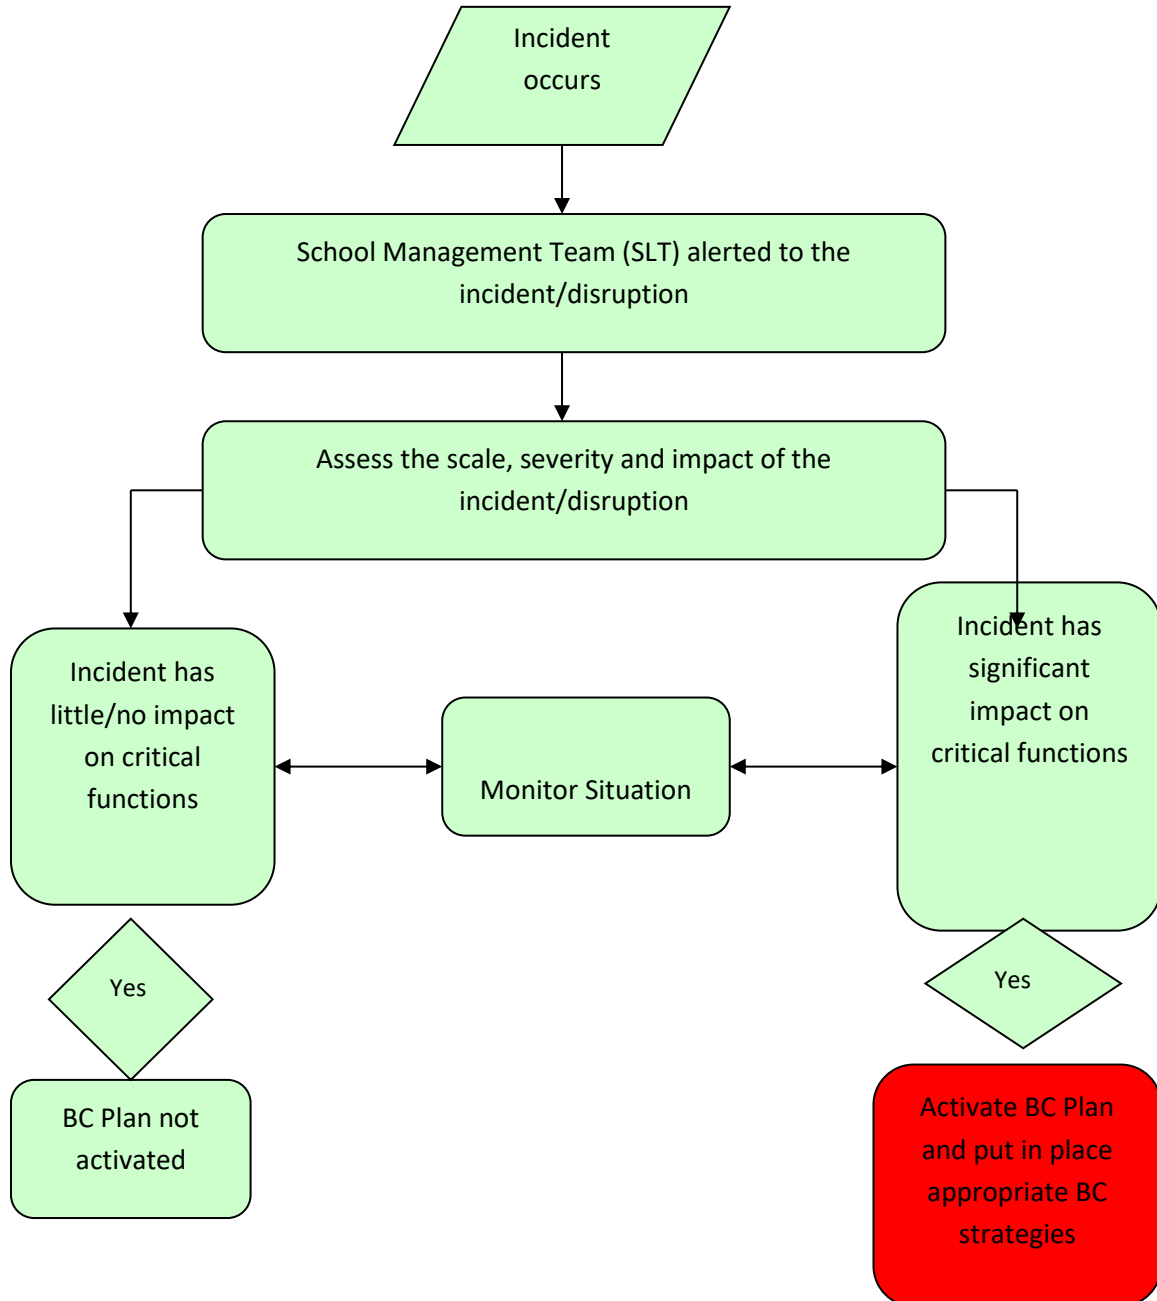 Incident
occurs
School Management Team (SLT) alerted to the
incident/disruption
Assess the scale, severity and impact of the
incident/disruption
Incident has
little/no impact
on critical
functions
Monitor Situation
Incident has
significant
impact on
critical functions
Yes
Yes
BC Plan not
activated
Activate BC Plan
and put in place
appropriate BC
strategies